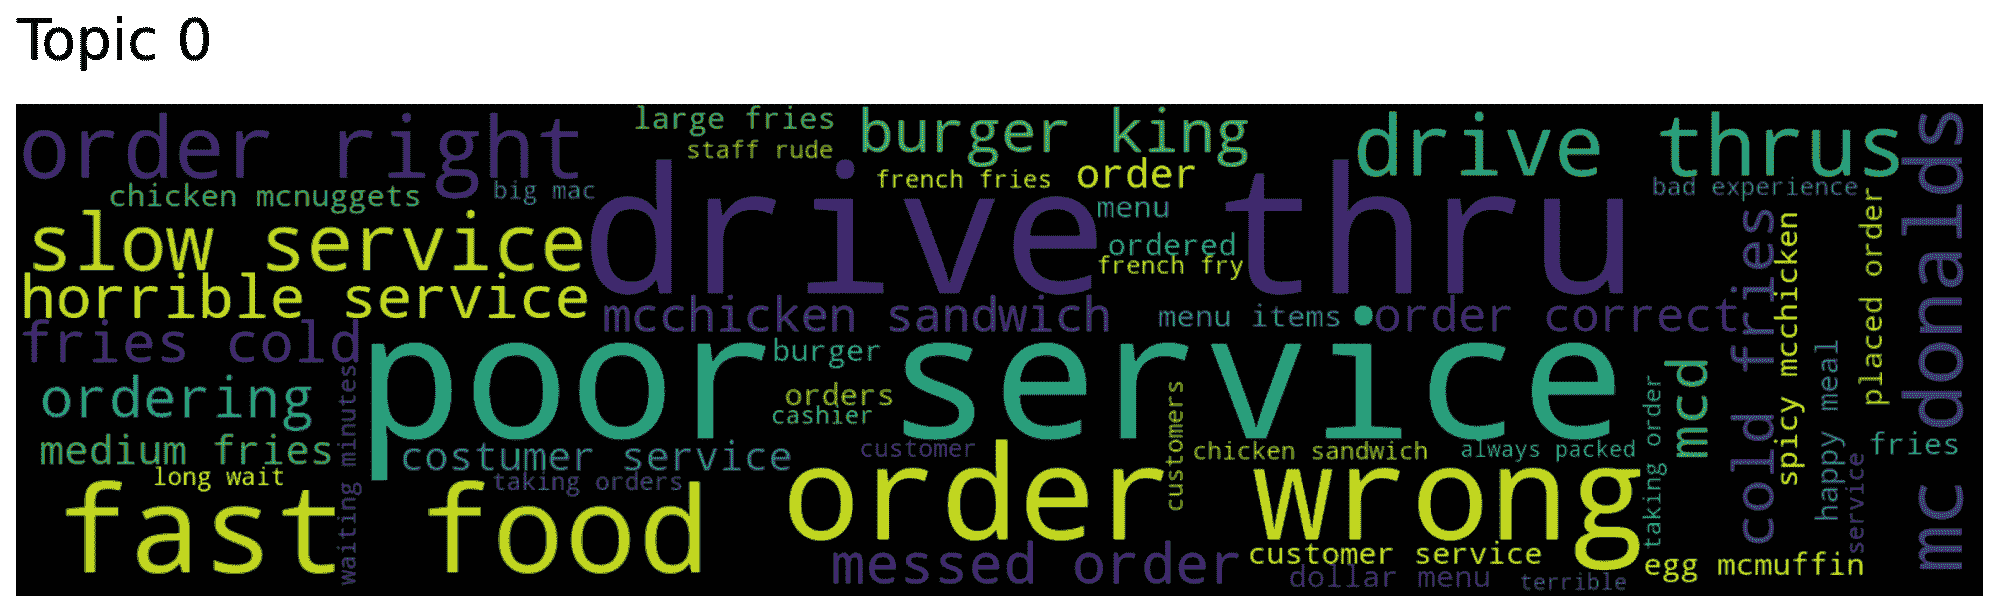 Topic 0
order right
large fries
staff rude
burger king
french fries
order
drive thrus
mc donalds
chicken mcnuggets
big mac
drive thru
menu
bad experience
slow service
ordered
french fry
horrible service
mcchicken sandwich
menu items
order correct
cold fries
spicy mcchicken
placed order
fries cold
poor service
burger
ordering
waiting minutes
orders
cashier
customers
taking order
mcd
happy meal
medium fries
costumer service
customer
chicken sandwich
always packed
fries
long wait
taking orders
order wrong
service
fast food
messed order
customer service
egg mcmuffin
dollar menu
terrible